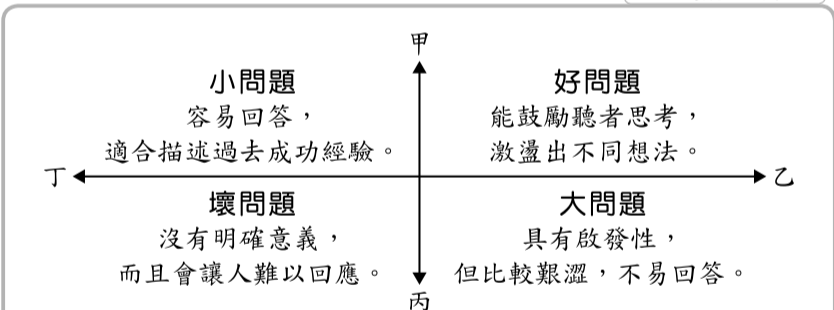 甲
小問題
容易回答，
適合描述過去成功經驗。
好問題
能鼓勵聽者思考，
激盪出不同想法。
丁
乙
壞問題
沒有明確意義，
而且會讓人難以回應。
大問題
具有啟發性，
但比較艱澀，不易回答。
丙